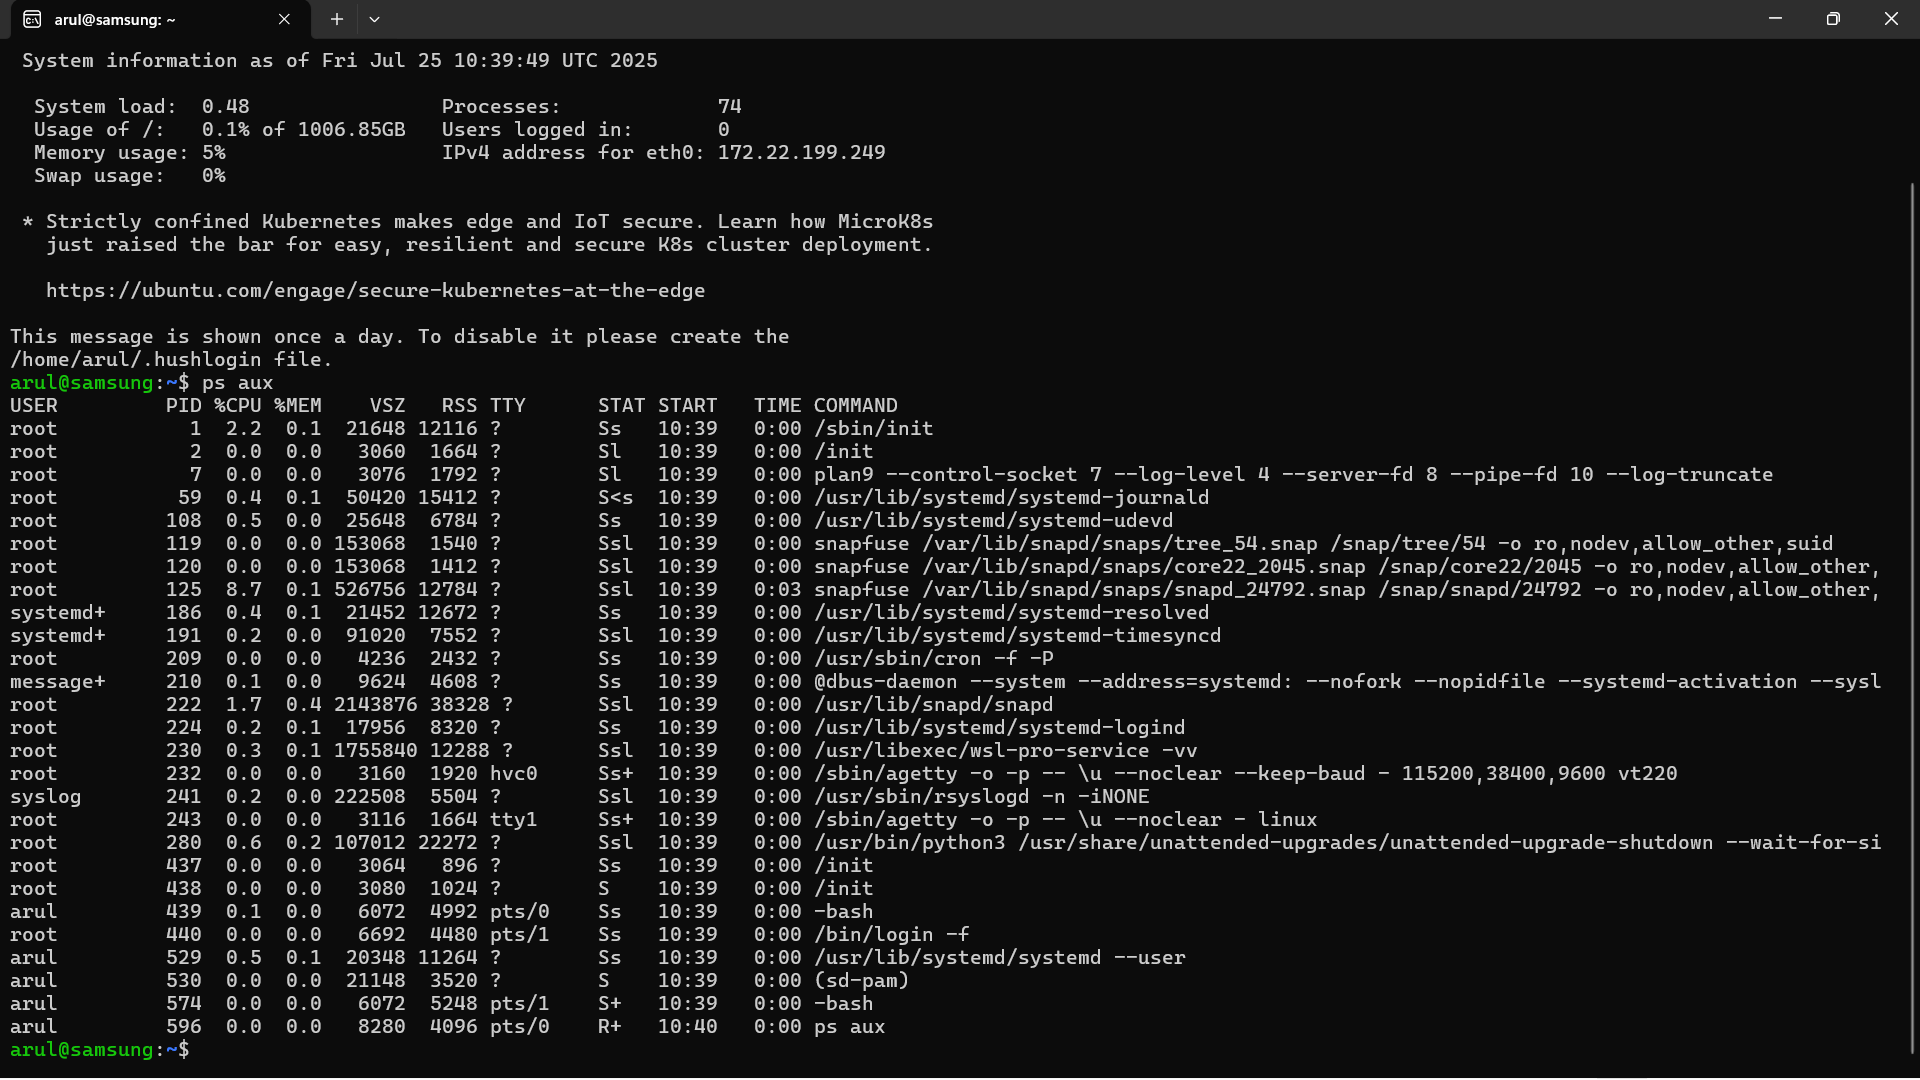 arul@samsung: ~
System information as of Fri Jul 25 10:39:49 UTC 2025
System load:  0.48                Processes:             74
Usage of /:   0.1% of 1006.85GB   Users logged in:       0
Memory usage: 5%                  IPv4 address for eth0: 172.22.199.249
Swap usage:   0%
* Strictly confined Kubernetes makes edge and IoT secure. Learn how MicroK8s
just raised the bar for easy, resilient and secure K8s cluster deployment.
https://ubuntu.com/engage/secure-kubernetes-at-the-edge
This message is shown once a day. To disable it please create the
/home/arul/.hushlogin file.
arul@samsung:~$ ps aux
USER         PID %CPU %MEM    VSZ   RSS TTY      STAT START   TIME COMMAND
root           1  2.2  0.1  21648 12116 ?        Ss   10:39   0:00 /sbin/init
root           2  0.0  0.0   3060  1664 ?        Sl   10:39   0:00 /init
root           7  0.0  0.0   3076  1792 ?        Sl   10:39   0:00 plan9 --control-socket 7 --log-level 4 --server-fd 8 --pipe-fd 10 --log-truncate
root          59  0.4  0.1  50420 15412 ?        S<s  10:39   0:00 /usr/lib/systemd/systemd-journald
root         108  0.5  0.0  25648  6784 ?        Ss   10:39   0:00 /usr/lib/systemd/systemd-udevd
root         119  0.0  0.0 153068  1540 ?        Ssl  10:39   0:00 snapfuse /var/lib/snapd/snaps/tree_54.snap /snap/tree/54 -o ro,nodev,allow_other,suid
root         120  0.0  0.0 153068  1412 ?        Ssl  10:39   0:00 snapfuse /var/lib/snapd/snaps/core22_2045.snap /snap/core22/2045 -o ro,nodev,allow_other,
root         125  8.7  0.1 526756 12784 ?        Ssl  10:39   0:03 snapfuse /var/lib/snapd/snaps/snapd_24792.snap /snap/snapd/24792 -o ro,nodev,allow_other,
systemd+     186  0.4  0.1  21452 12672 ?        Ss   10:39   0:00 /usr/lib/systemd/systemd-resolved
systemd+     191  0.2  0.0  91020  7552 ?        Ssl  10:39   0:00 /usr/lib/systemd/systemd-timesyncd
root         209  0.0  0.0   4236  2432 ?        Ss   10:39   0:00 /usr/sbin/cron -f -P
message+     210  0.1  0.0   9624  4608 ?        Ss   10:39   0:00 @dbus-daemon --system --address=systemd: --nofork --nopidfile --systemd-activation --sysl
root         222  1.7  0.4 2143876 38328 ?       Ssl  10:39   0:00 /usr/lib/snapd/snapd
root         224  0.2  0.1  17956  8320 ?        Ss   10:39   0:00 /usr/lib/systemd/systemd-logind
root         230  0.3  0.1 1755840 12288 ?       Ssl  10:39   0:00 /usr/libexec/wsl-pro-service -vv
root         232  0.0  0.0   3160  1920 hvc0     Ss+  10:39   0:00 /sbin/agetty -o -p -- \u --noclear --keep-baud - 115200,38400,9600 vt220
syslog       241  0.2  0.0 222508  5504 ?        Ssl  10:39   0:00 /usr/sbin/rsyslogd -n -iNONE
root         243  0.0  0.0   3116  1664 tty1     Ss+  10:39   0:00 /sbin/agetty -o -p -- \u --noclear - linux
root         280  0.6  0.2 107012 22272 ?        Ssl  10:39   0:00 /usr/bin/python3 /usr/share/unattended-upgrades/unattended-upgrade-shutdown --wait-for-si
root         437  0.0  0.0   3064   896 ?        Ss   10:39   0:00 /init
root         438  0.0  0.0   3080  1024 ?        S    10:39   0:00 /init
arul         439  0.1  0.0   6072  4992 pts/0    Ss   10:39   0:00 -bash
root         440  0.0  0.0   6692  4480 pts/1    Ss   10:39   0:00 /bin/login -f
arul         529  0.5  0.1  20348 11264 ?        Ss   10:39   0:00 /usr/lib/systemd/systemd --user
arul         530  0.0  0.0  21148  3520 ?        S    10:39   0:00 (sd-pam)
arul         574  0.0  0.0   6072  5248 pts/1    S+   10:39   0:00 -bash
arul         596  0.0  0.0   8280  4096 pts/0    R+   10:40   0:00 ps aux
arul@samsung:~$